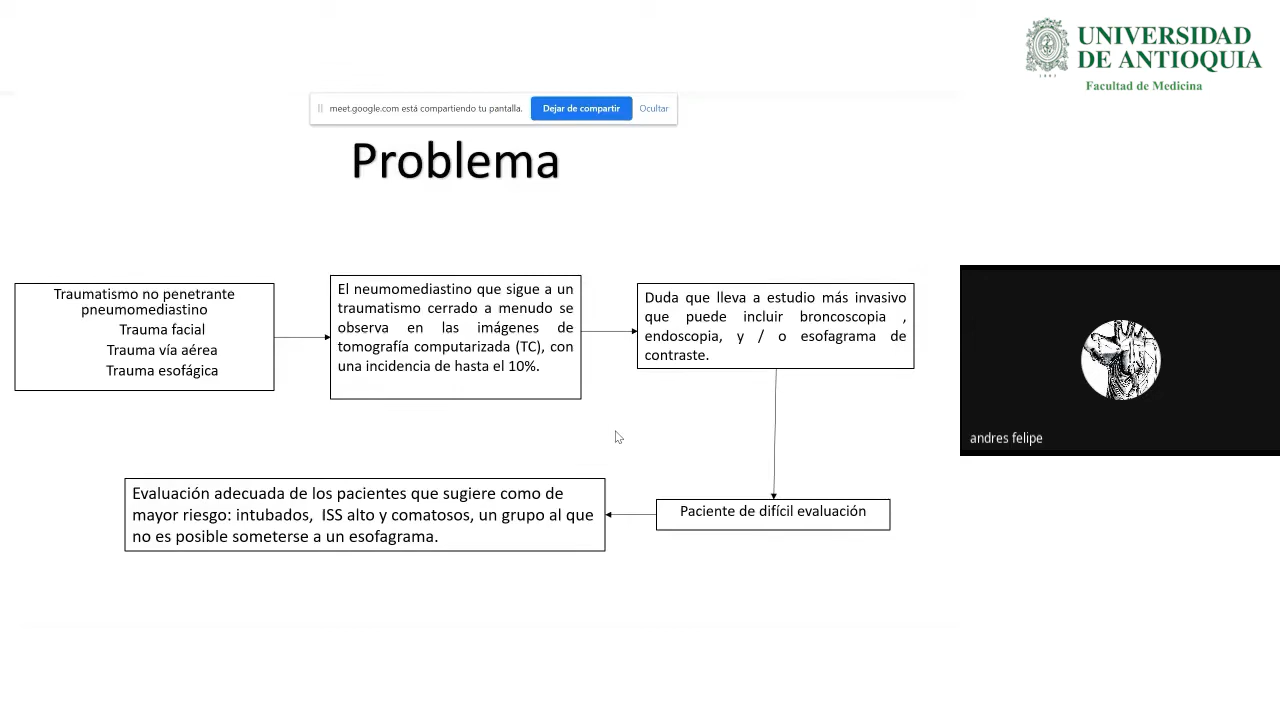 UNIVERSIDAD
DE ANTIOQUIA
1803
Facultad de Medicina
meet.google.com está compartiendo tu pantalla.
Dejar de compartir
Ocultar
Problema
Traumatismo no penetrante
pneumomediastino
Trauma facial
Trauma vía aérea
Trauma esofágica
El neumomediastino que sigue a un
traumatismo cerrado a menudo se
observa en las imágenes de
tomografía computarizada (TC), con
una incidencia de hasta el 10%.
Duda que lleva a estudio más invasivo
que puede incluir broncoscopia ,
endoscopia, y / o esofagrama de
contraste.
andres felipe
Paciente de difícil evaluación
Evaluación adecuada de los pacientes que sugiere como de
mayor riesgo: intubados, ISS alto y comatosos, un grupo al que
no es posible someterse a un esofagrama.